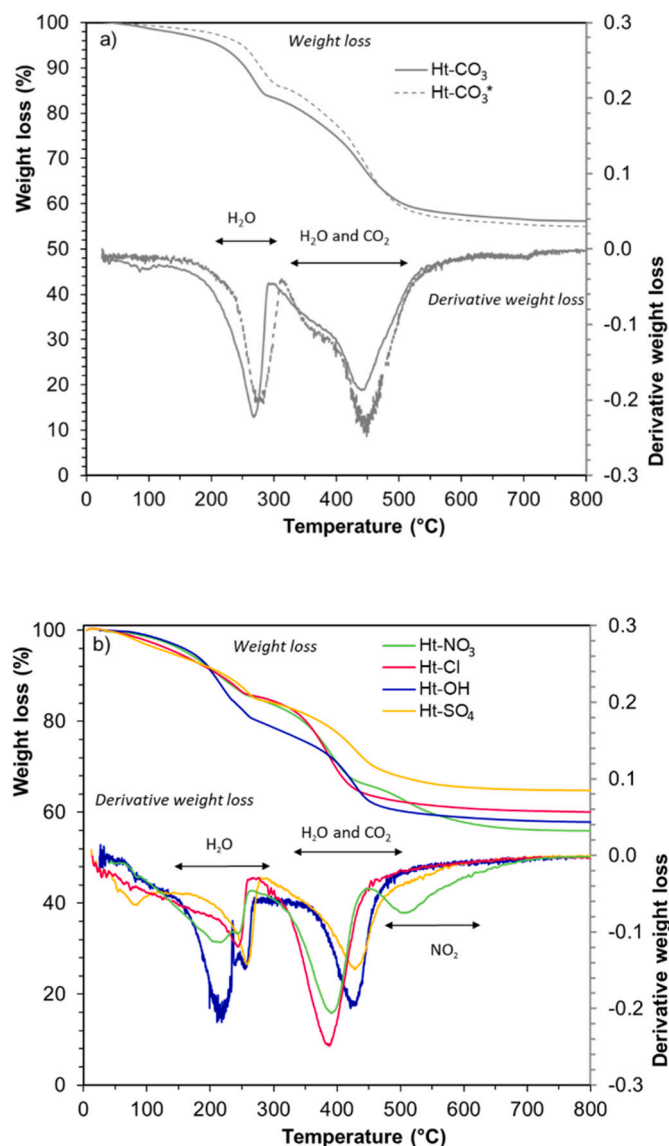 a)
Weight loss
Ht-CO3
Ht-CO3*
H2O
H2O and CO2
Derivative weight loss
Weight loss (%)
100
90
80
70
60
50
40
30
20
10
0
0.3
0.2
0.1
0.0
-0.1
-0.2
-0.3
Derivative weight loss
0 100 200 300 400 500 600 700 800
Temperature (°C)
b)
Weight loss
Ht-NO3
Ht-Cl
Ht-OH
Ht-SO4
Derivative weight loss
H2O
H2O and CO2
NO2
Weight loss (%)
100
80
60
40
20
0
0.3
0.2
0.1
0.0
-0.1
-0.2
-0.3
Derivative weight loss
0 100 200 300 400 500 600 700 800
Temperature (°C)